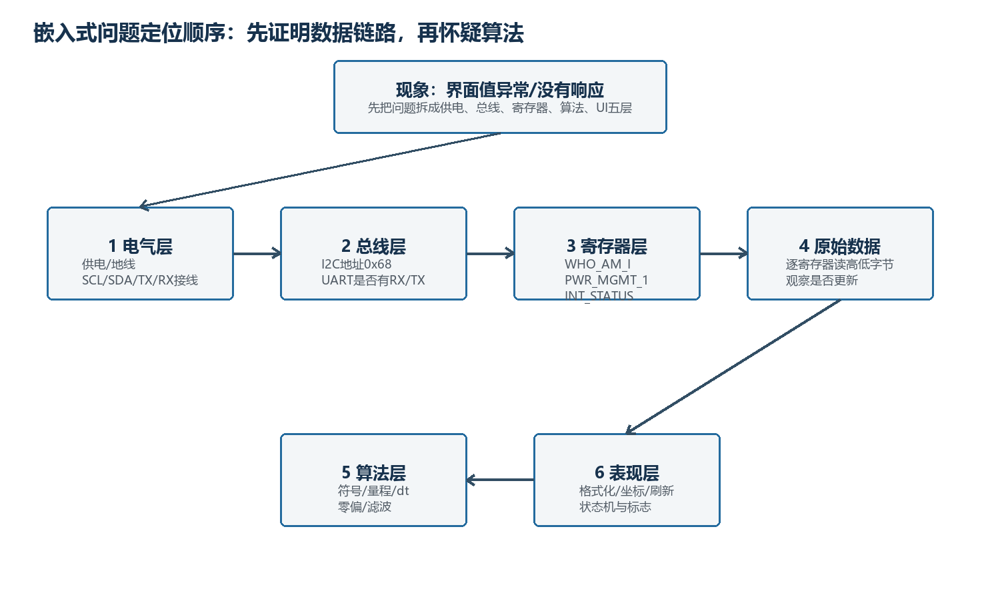 嵌入式问题定位顺序：先证明数据链路，再怀疑算法
现象：界面值异常/没有响应
先把问题拆成供电、总线、寄存器、算法、UI五层
1 电气层
供电/地线
SCL/SDA/TX/RX接线
2 总线层
I2C地址0x68
UART是否有RX/TX
3 寄存器层
WHO_AM_I
PWR_MGMT_1
INT_STATUS
4 原始数据
逐寄存器读高低字节
观察是否更新
5 算法层
符号/量程/dt
零偏/滤波
6 表现层
格式化/坐标/刷新
状态机与标志